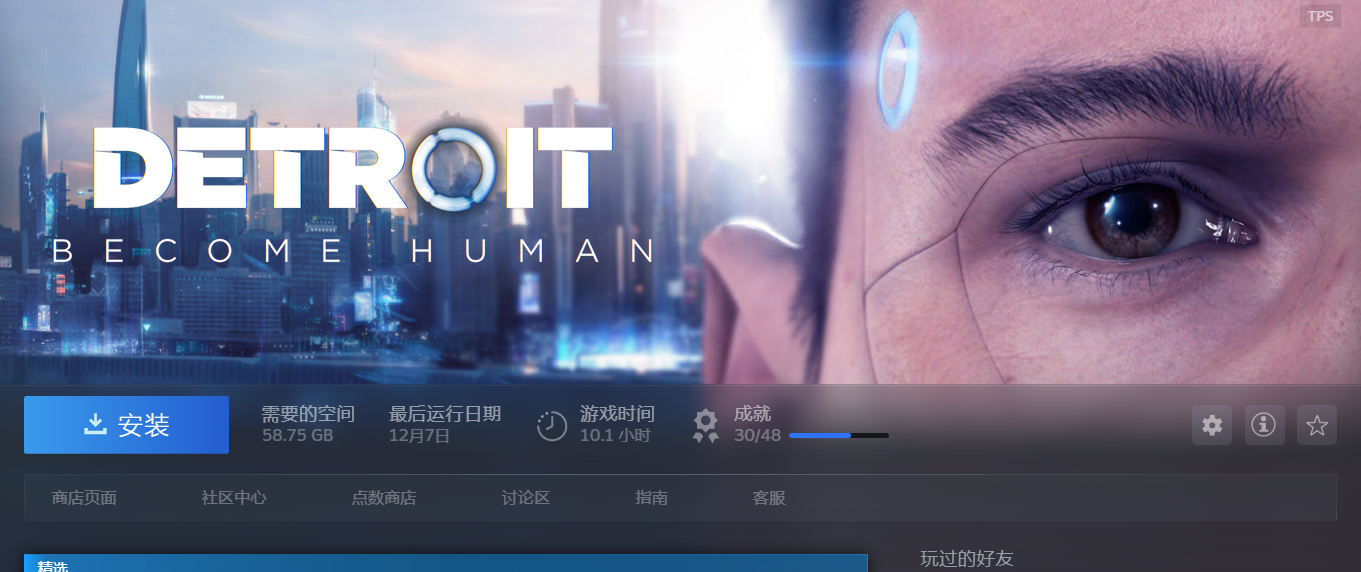 TPS
DETROIT
BECOME HUMAN
安装
需要的空间
58.75 GB
最后运行日期
12月7日
游戏时间
10.1 小时
成就
30/48
商店页面 社区中心 点数商店 讨论区 指南 客服
精选
玩过的好友